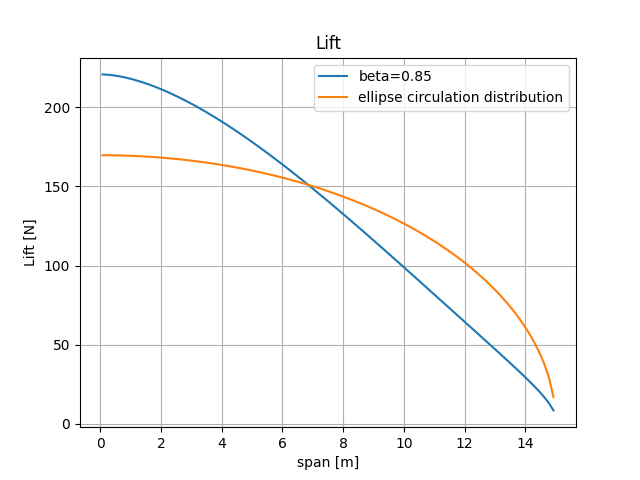 Lift
beta=0.85
ellipse circulation distribution
200
150
100
50
0
Lift [N]
0 2 4 6 8 10 12 14
span [m]